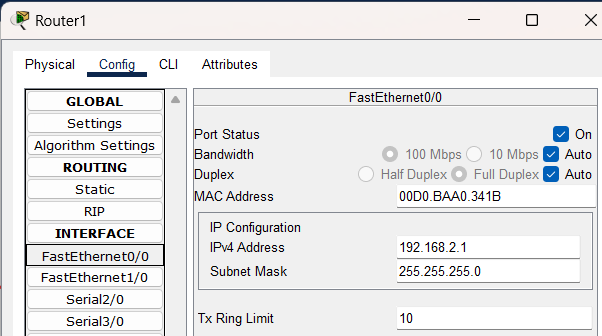 Router1
Physical Config CLI Attributes
GLOBAL
Settings
Algorithm Settings
ROUTING
Static
RIP
INTERFACE
FastEthernet0/0
FastEthernet1/0
Serial2/0
Serial3/0
FastEthernet0/0
Port Status On
Bandwidth 100 Mbps 10 Mbps Auto
Duplex Half Duplex Full Duplex Auto
MAC Address 00D0.BAA0.341B
IP Configuration
IPv4 Address 192.168.2.1
Subnet Mask 255.255.255.0
Tx Ring Limit 10